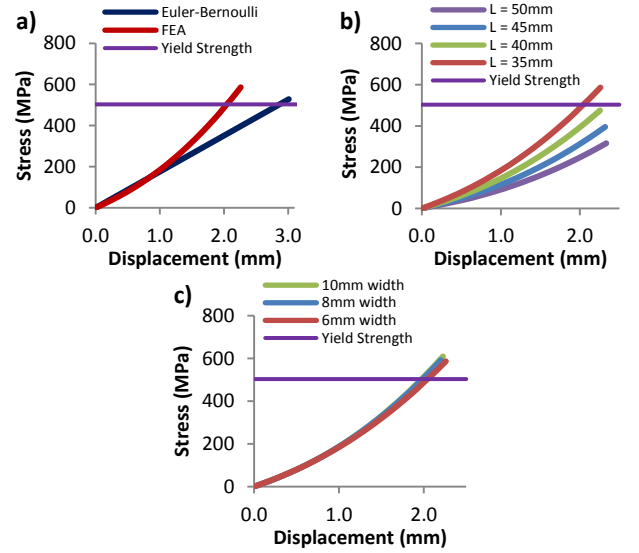 a)
Euler-Bernoulli
FEA
Yield Strength
800
600
400
200
0
Stress (MPa)
0.0 1.0 2.0 3.0
Displacement (mm)
b)
L = 50mm
L = 45mm
L = 40mm
L = 35mm
Yield Strength
800
600
400
200
0
Stress (MPa)
0.0 1.0 2.0
Displacement (mm)
c)
10mm width
8mm width
6mm width
Yield Strength
800
600
400
200
0
Stress (MPa)
0.0 1.0 2.0
Displacement (mm)